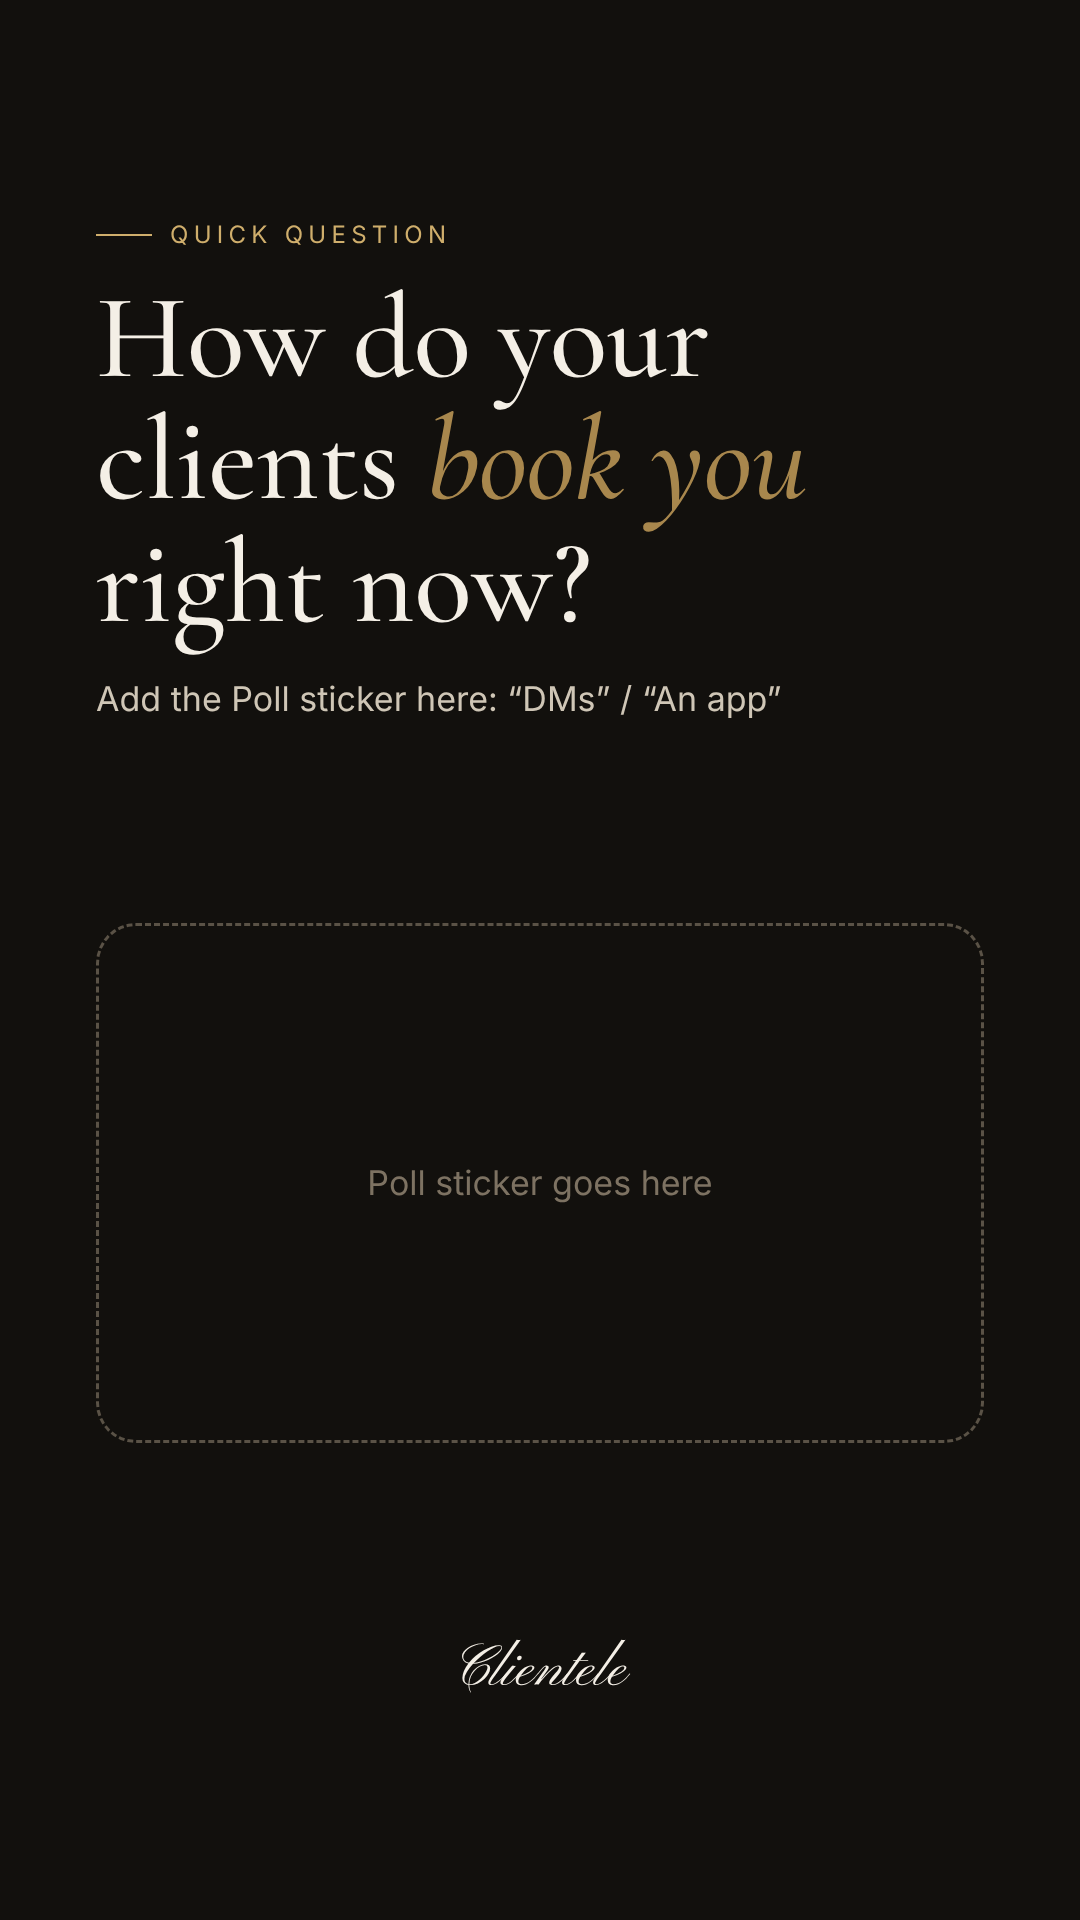 QUICK QUESTION
How do your
clients book you
right now?
Add the Poll sticker here: “DMs” / “An app”
Poll sticker goes here
Clientele